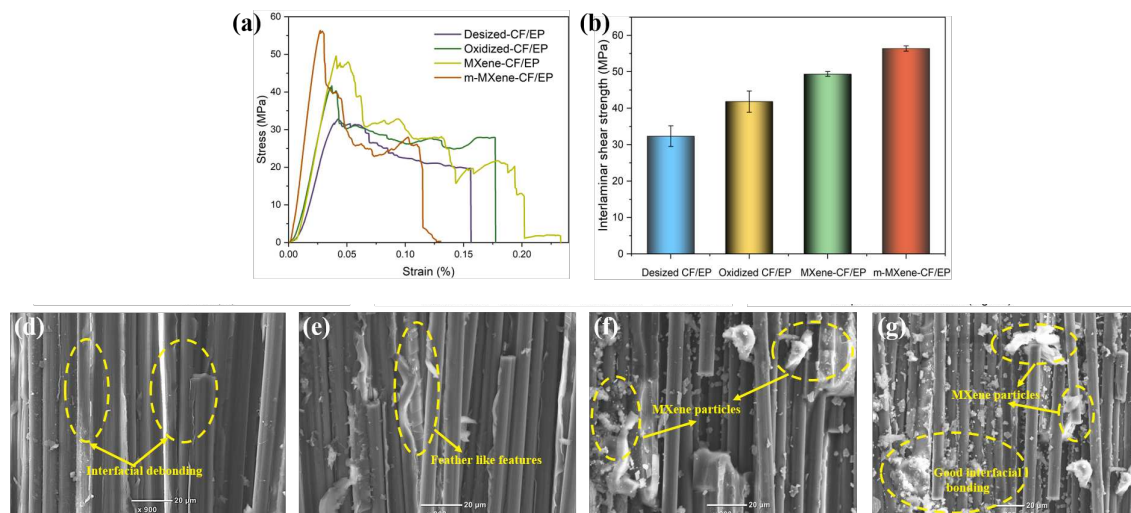 (a)
Desized-CF/EP
Oxidized-CF/EP
MXene-CF/EP
m-MXene-CF/EP
Stress (MPa)
60
50
40
30
20
10
0
0.00 0.05 0.10 0.15 0.20
Strain (%)
(b)
Interlaminar shear strength (MPa)
60
50
40
30
20
10
0
Desized CF/EP Oxidized CF/EP MXene-CF/EP m-MXene-CF/EP
(d)
Interfacial debonding
x 900 20 μm
(e)
Feather like features
20 μm
(f)
MXene particles
20 μm
(g)
MXene particles
Good interfacial
bonding
20 μm